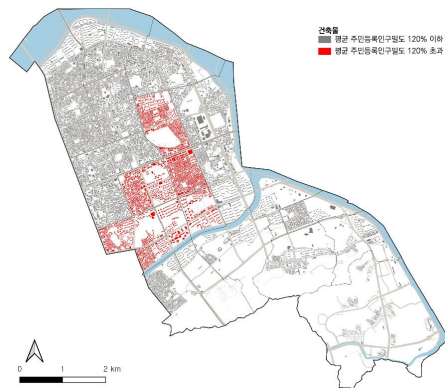 건축물
평균 주민등록인구밀도 120% 이하
평균 주민등록인구밀도 120% 초과
0 1 2 km